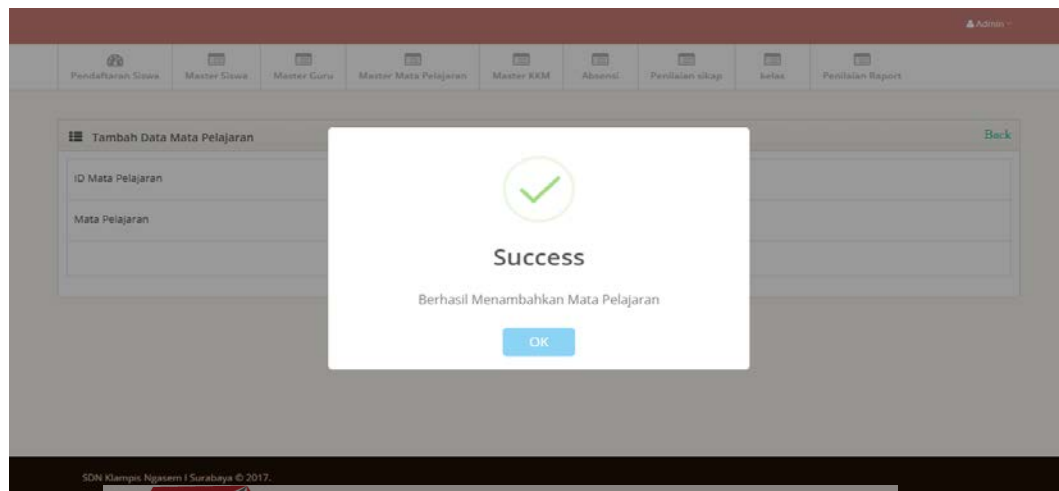 Admin
Pendaftaran Siswa Master Siswa Master Guru Master Mata Pelajaran Master KKM Absensi Penilaian sikap kelas Penilaian Raport
Tambah Data Mata Pelajaran Back
ID Mata Pelajaran
Mata Pelajaran
Success
Berhasil Menambahkan Mata Pelajaran
OK
SDN Klampis Ngasem I Surabaya © 2017.